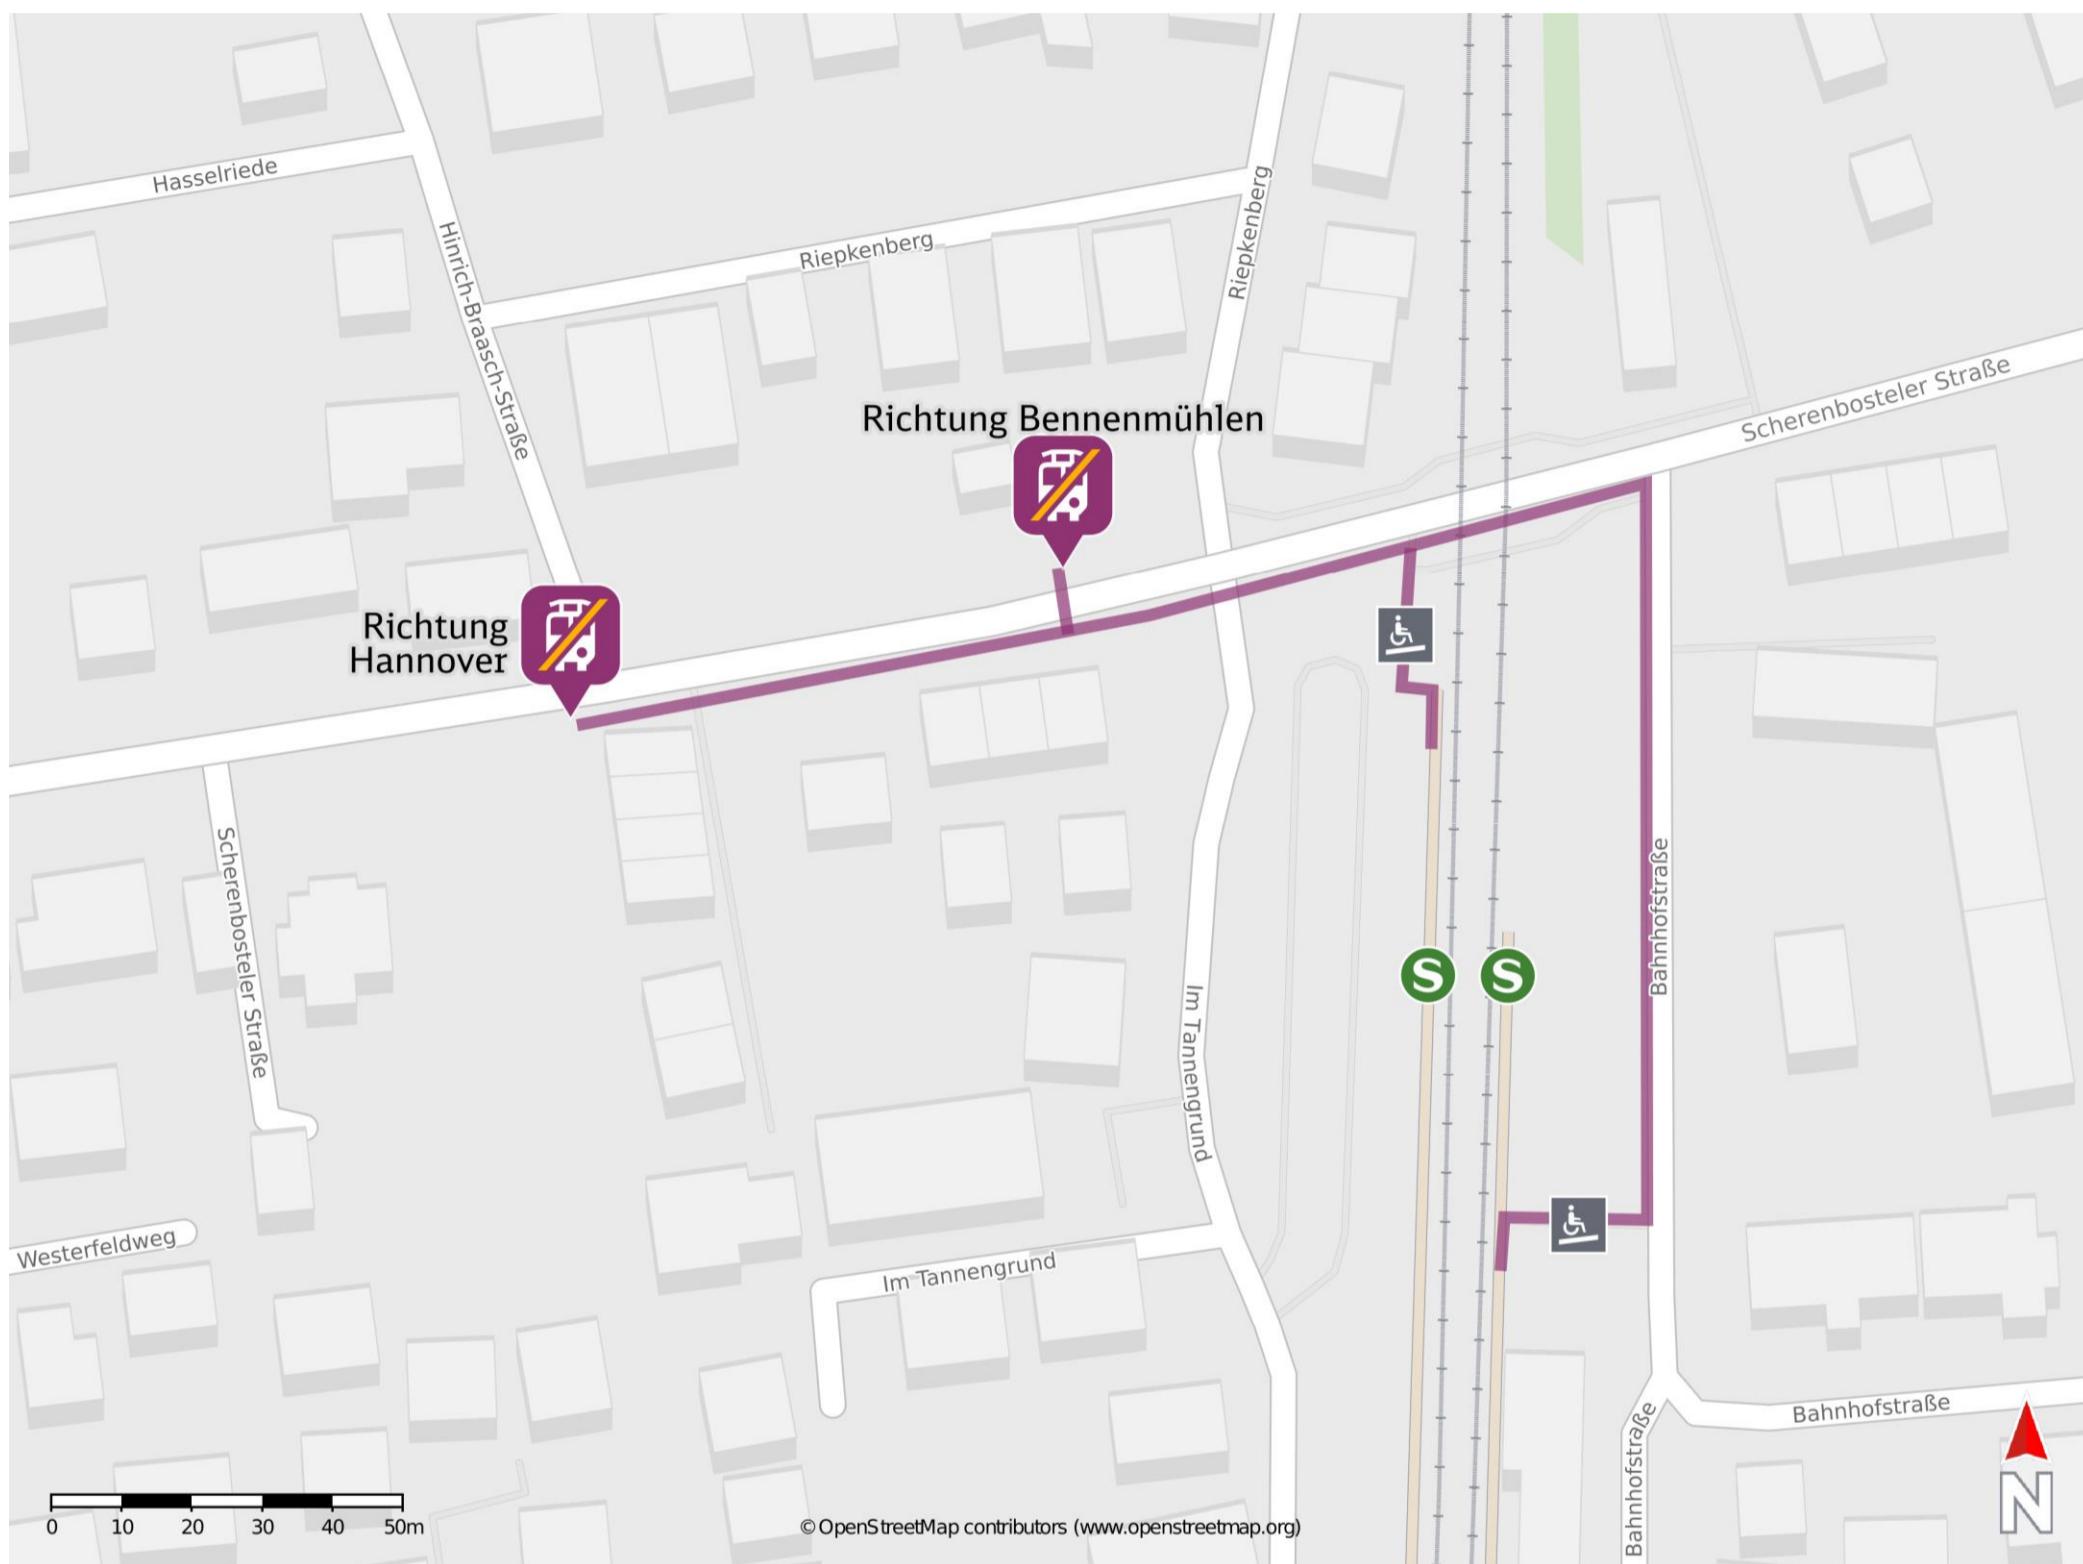 Hasselriede
Hinrich-Braasch-Straße
Riepkenberg
Riepkenberg
Scherenbosteler Straße
Richtung Bennenmühlen
Richtung
Hannover
Scherenbosteler Straße
Bahnhofstraße
S
S
Im Tannengrund
Westerfeldweg
Im Tannengrund
Bahnhofstraße
Bahnhofstraße
N
0 10 20 30 40 50m
© OpenStreetMap contributors (www.openstreetmap.org)